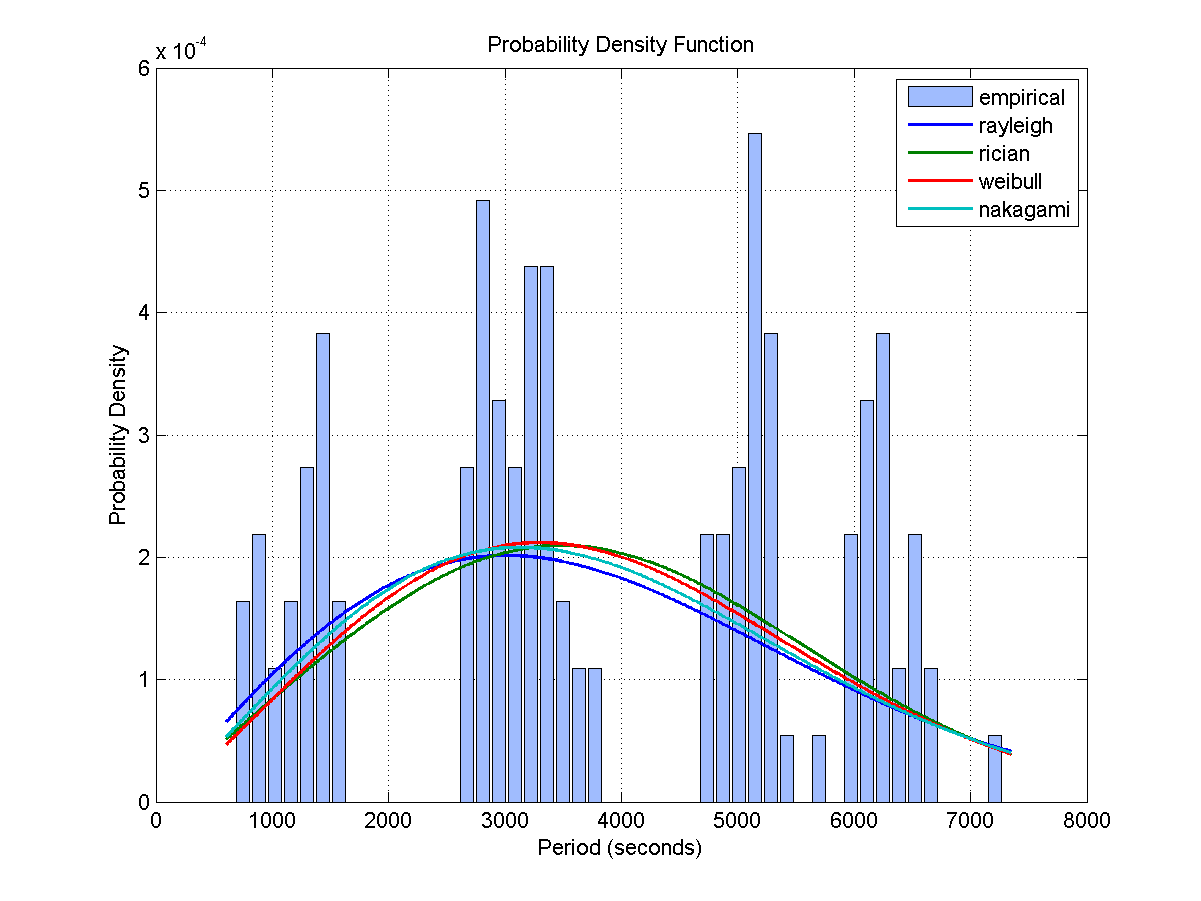 Probability Density Function
x 10^-4
6
5
4
3
2
1
0
Probability Density
0 1000 2000 3000 4000 5000 6000 7000 8000
Period (seconds)
empirical
rayleigh
rician
weibull
nakagami